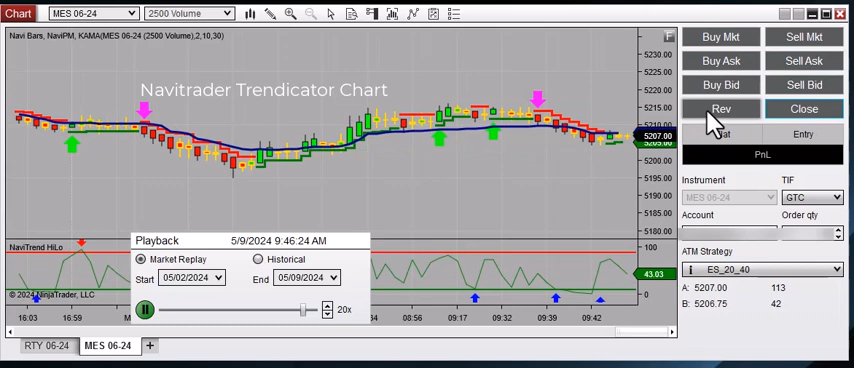 Chart MES 06-24 2500 Volume
Navi Bars, NaviPM, KAMA(MES 06-24 (2500 Volume),2,10,30)
F
Navitrader Trendicator Chart
5230.00
5225.00
5220.00
5215.00
5210.00
5207.00
5205.00
5200.00
5195.00
5190.00
5185.00
5180.00
NaviTrend HiLo
100
43.03
0
Playback 5/9/2024 9:46:24 AM
Market Replay Historical
Start 05/02/2024 End 05/09/2024
20x
© 2024 NinjaTrader, LLC
16:03 16:59 08:56 09:17 09:32 09:39 09:42
RTY 06-24 MES 06-24 +
Buy Mkt Sell Mkt
Buy Ask Sell Ask
Buy Bid Sell Bid
Rev Close
Entry
PnL
Instrument TIF
MES 06-24 GTC
Account Order qty
ATM Strategy
ES_20_40
A: 5207.00 113
B: 5206.75 42